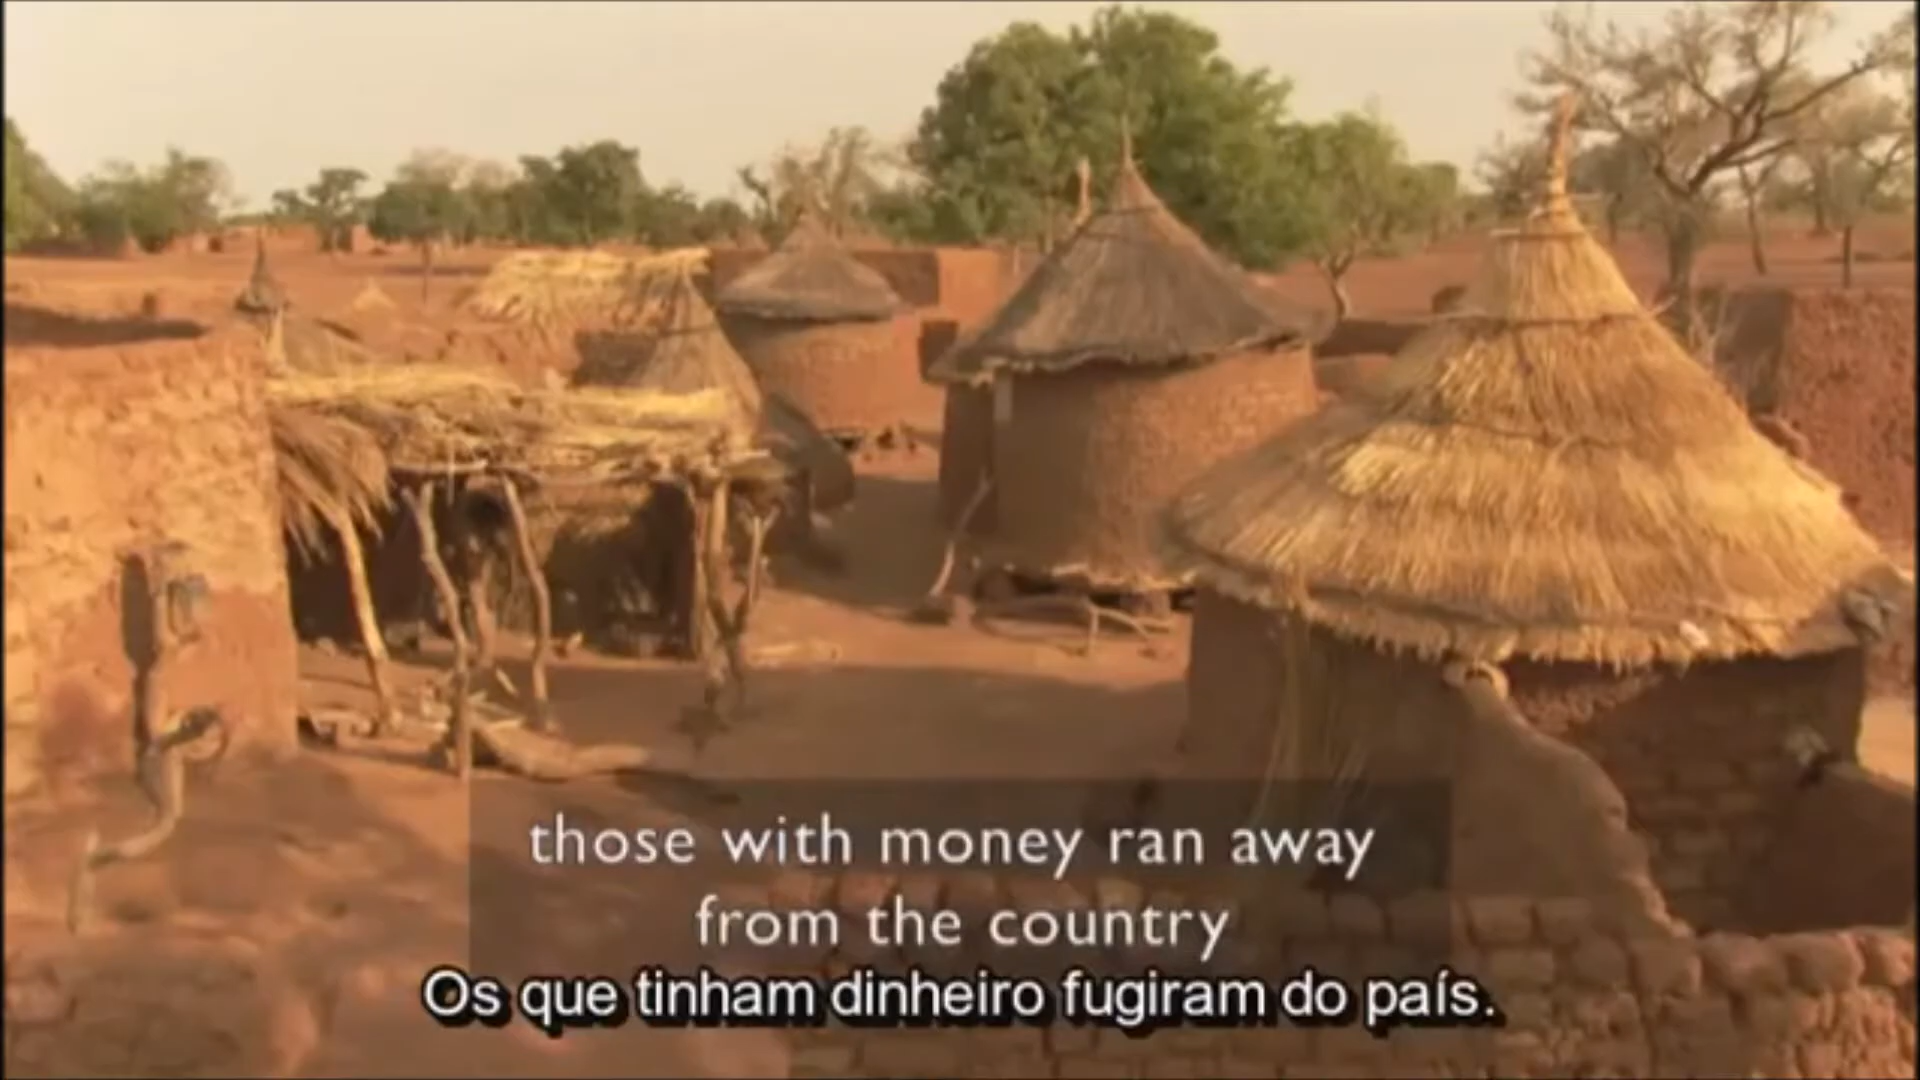 those with money ran away
from the country
Os que tinham dinheiro fugiram do país.